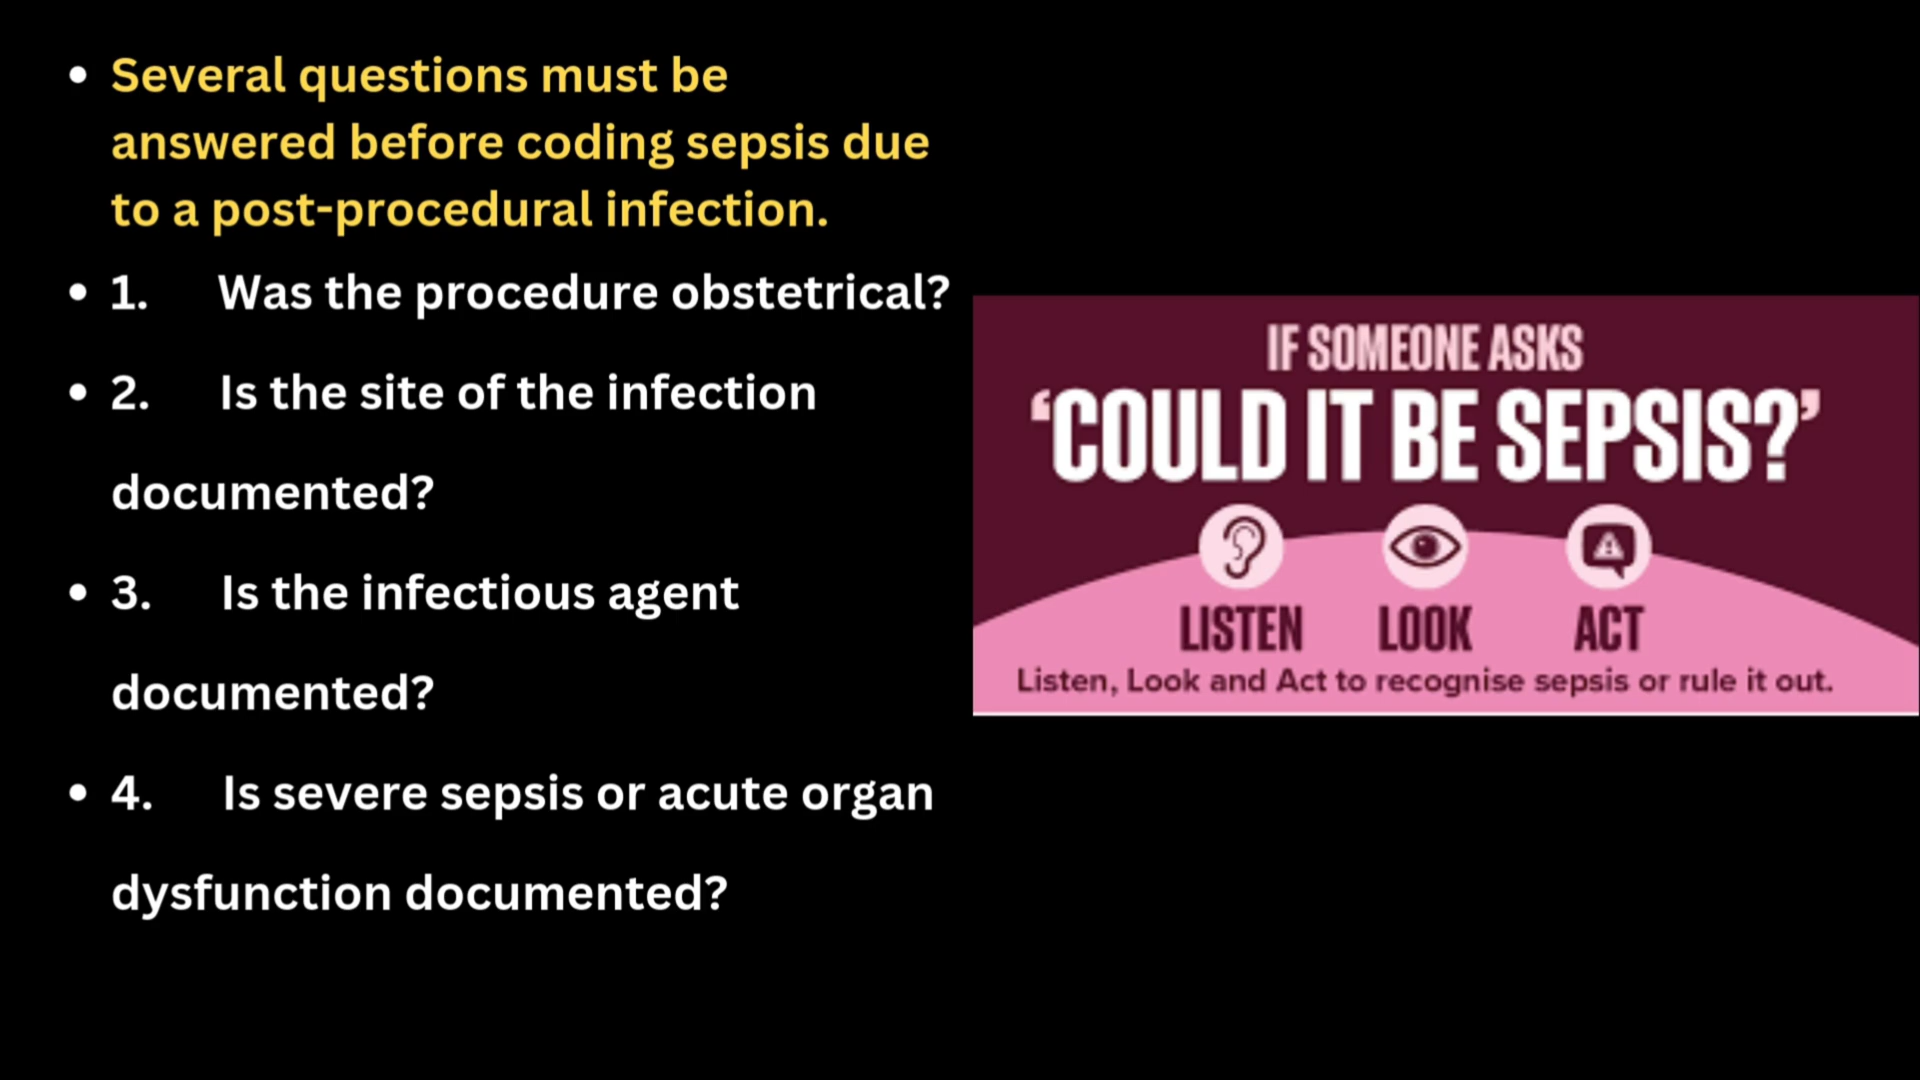 • Several questions must be
answered before coding sepsis due
to a post-procedural infection.
• 1. Was the procedure obstetrical?
• 2. Is the site of the infection
documented?
• 3. Is the infectious agent
documented?
• 4. Is severe sepsis or acute organ
dysfunction documented?
IF SOMEONE ASKS
‘COULD IT BE SEPSIS?’
LISTEN LOOK ACT
Listen, Look and Act to recognise sepsis or rule it out.